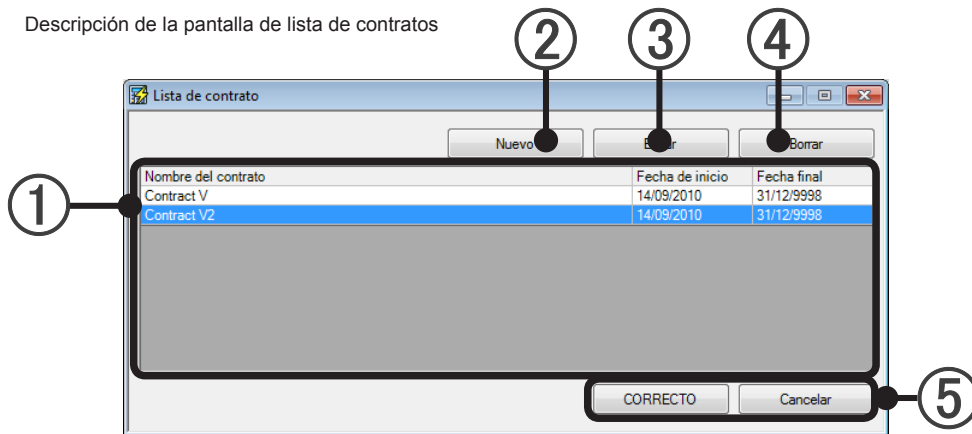 Descripción de la pantalla de lista de contratos
② ③ ④
Lista de contrato
Nuevo Borrar
①
Nombre del contrato Fecha de inicio Fecha final
Contract V 14/09/2010 31/12/9998
Contract V2 14/09/2010 31/12/9998
CORRECTO Cancelar
⑤